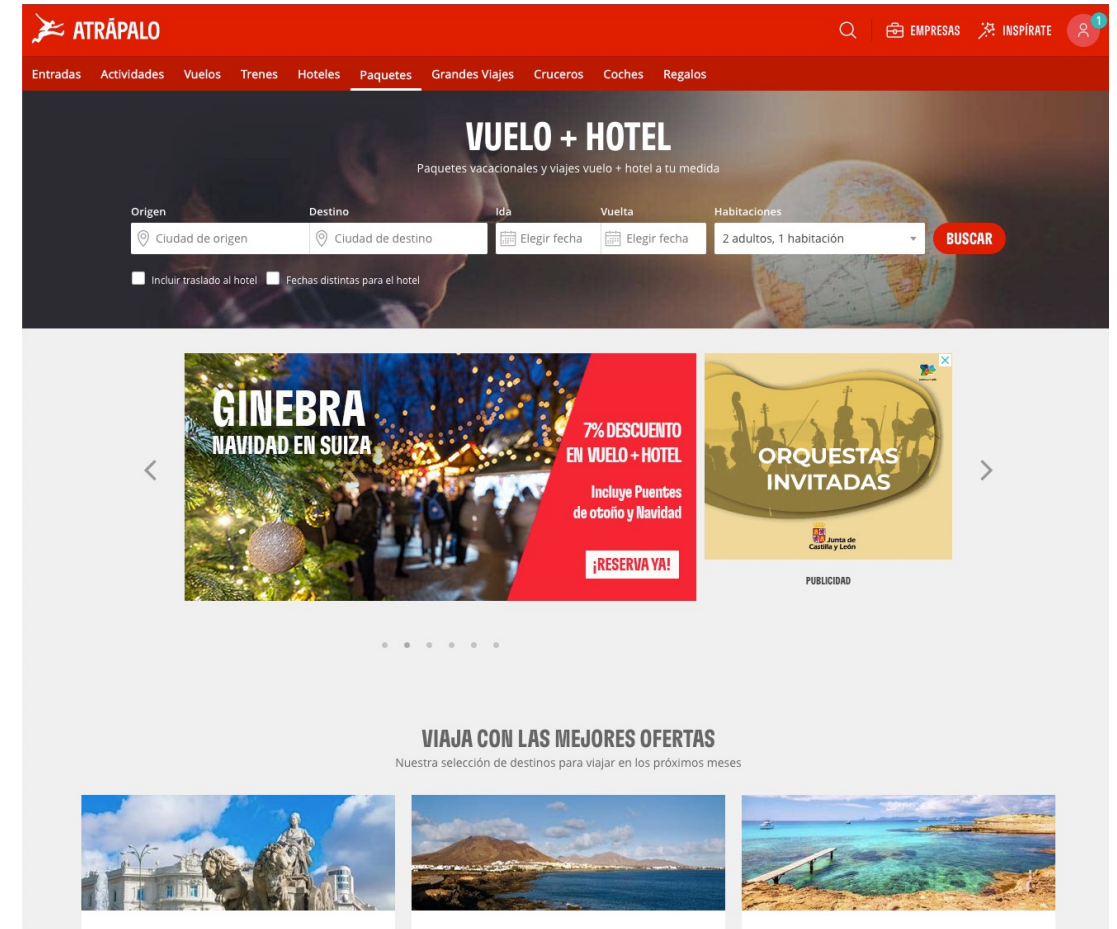 ATRÁPALO
EMPRESAS
INSPÍRATE
1
Entradas Actividades Vuelos Trenes Hoteles Paquetes Grandes Viajes Cruceros Coches Regalos
VUELO + HOTEL
Paquetes vacacionales y viajes vuelo + hotel a tu medida
Origen Destino Ida Vuelta Habitaciones
Ciudad de origen Ciudad de destino Elegir fecha Elegir fecha 2 adultos, 1 habitación BUSCAR
Incluir traslado al hotel Fechas distintas para el hotel
GINEBRA
NAVIDAD EN SUIZA
7% DESCUENTO
EN VUELO + HOTEL
Incluye Puentes
de otoño y Navidad
¡RESERVA YA!
ORQUESTAS
INVITADAS
Junta de
Castilla y León
PUBLICIDAD
VIAJA CON LAS MEJORES OFERTAS
Nuestra selección de destinos para viajar en los próximos meses